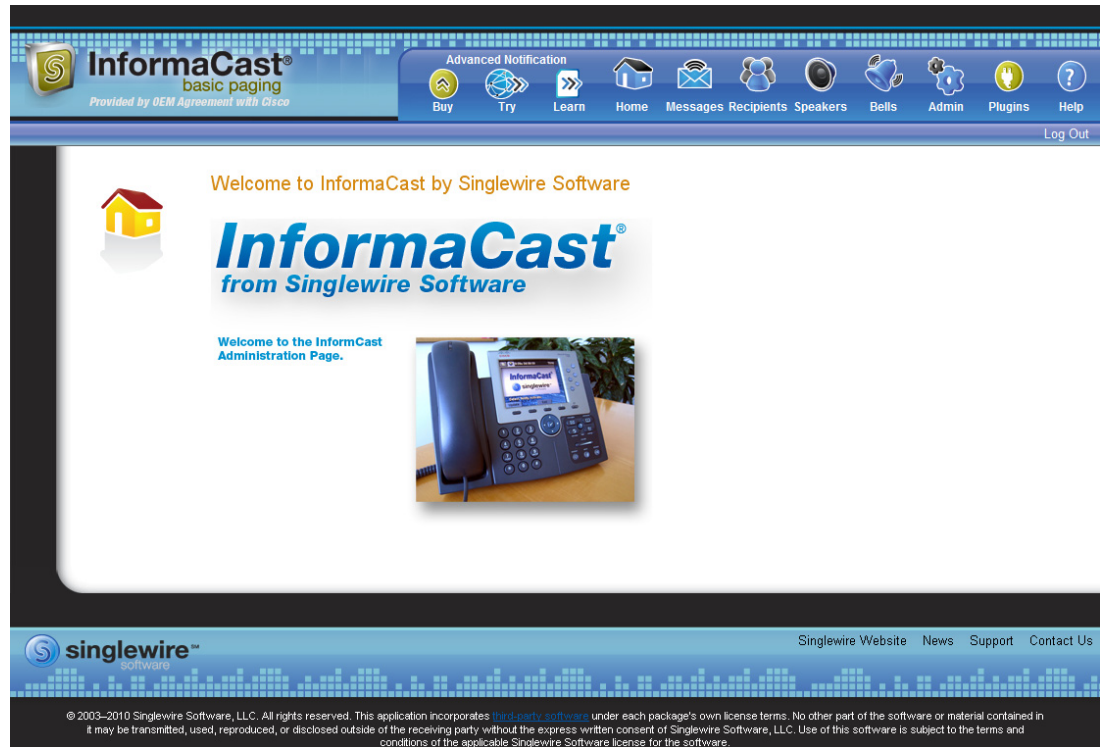 InformaCast®
basic paging
Provided by OEM Agreement with Cisco
Advanced Notification
Buy Try Learn Home Messages Recipients Speakers Bells Admin Plugins Help
Log Out
Welcome to InformaCast by Singlewire Software
InformaCast®
from Singlewire Software
Welcome to the InformCast
Administration Page.
InformaCast
singlewire
singlewire℠
software
Singlewire Website News Support Contact Us
© 2003–2010 Singlewire Software, LLC. All rights reserved. This application incorporates third-party software under each package's own license terms. No other part of the software or material contained in
it may be transmitted, used, reproduced, or disclosed outside of the receiving party without the express written consent of Singlewire Software, LLC. Use of this software is subject to the terms and
conditions of the applicable Singlewire Software license for the software.